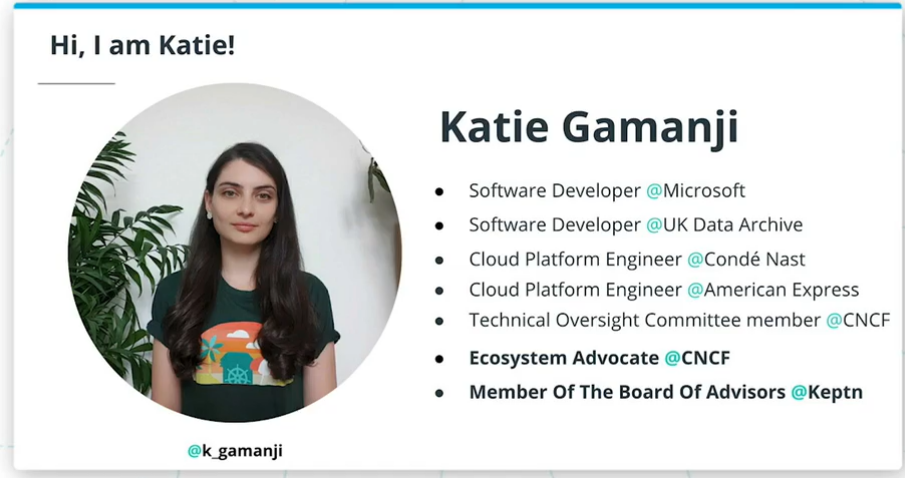 Hi, I am Katie!
Katie Gamanji
● Software Developer @Microsoft
● Software Developer @UK Data Archive
● Cloud Platform Engineer @Condé Nast
● Cloud Platform Engineer @American Express
● Technical Oversight Committee member @CNCF
● Ecosystem Advocate @CNCF
● Member Of The Board Of Advisors @Keptn
@k_gamanji